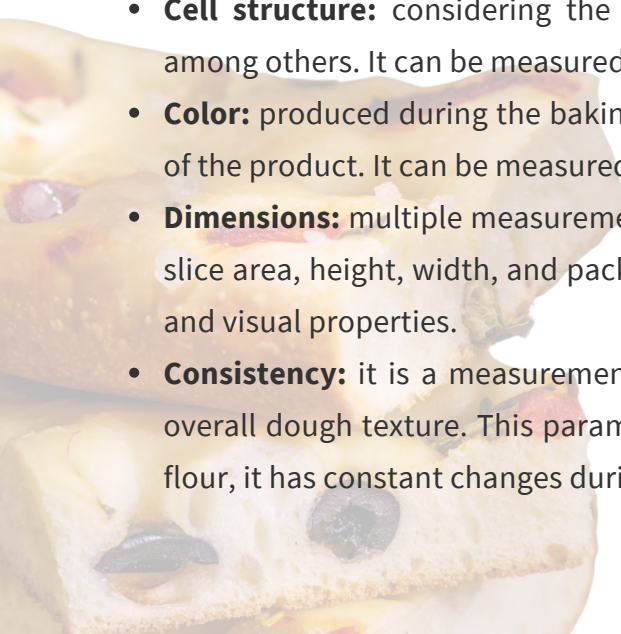 • Cell structure: considering the
among others. It can be measured
• Color: produced during the bakin
of the product. It can be measured
• Dimensions: multiple measureme
slice area, height, width, and pack
and visual properties.
• Consistency: it is a measuremen
overall dough texture. This param
flour, it has constant changes duri